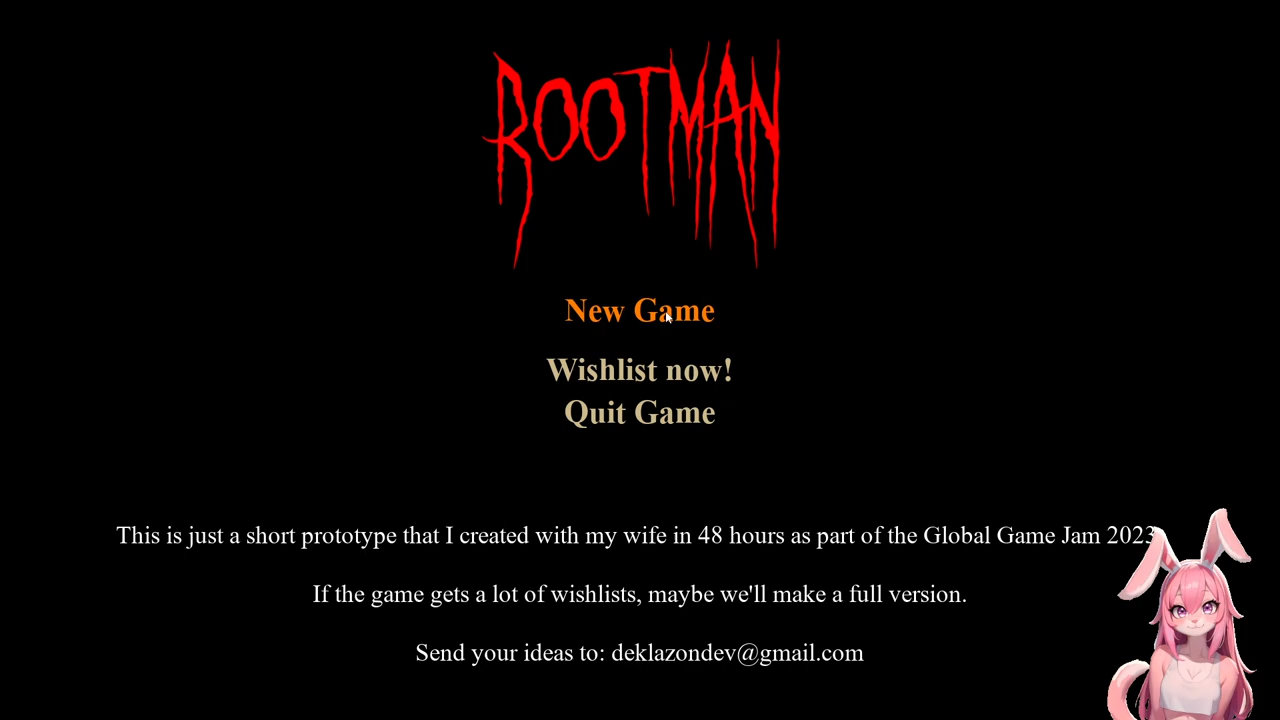 ROOTMAN
New Game
Wishlist now!
Quit Game
This is just a short prototype that I created with my wife in 48 hours as part of the Global Game Jam 2023
If the game gets a lot of wishlists, maybe we'll make a full version.
Send your ideas to: deklazondev@gmail.com